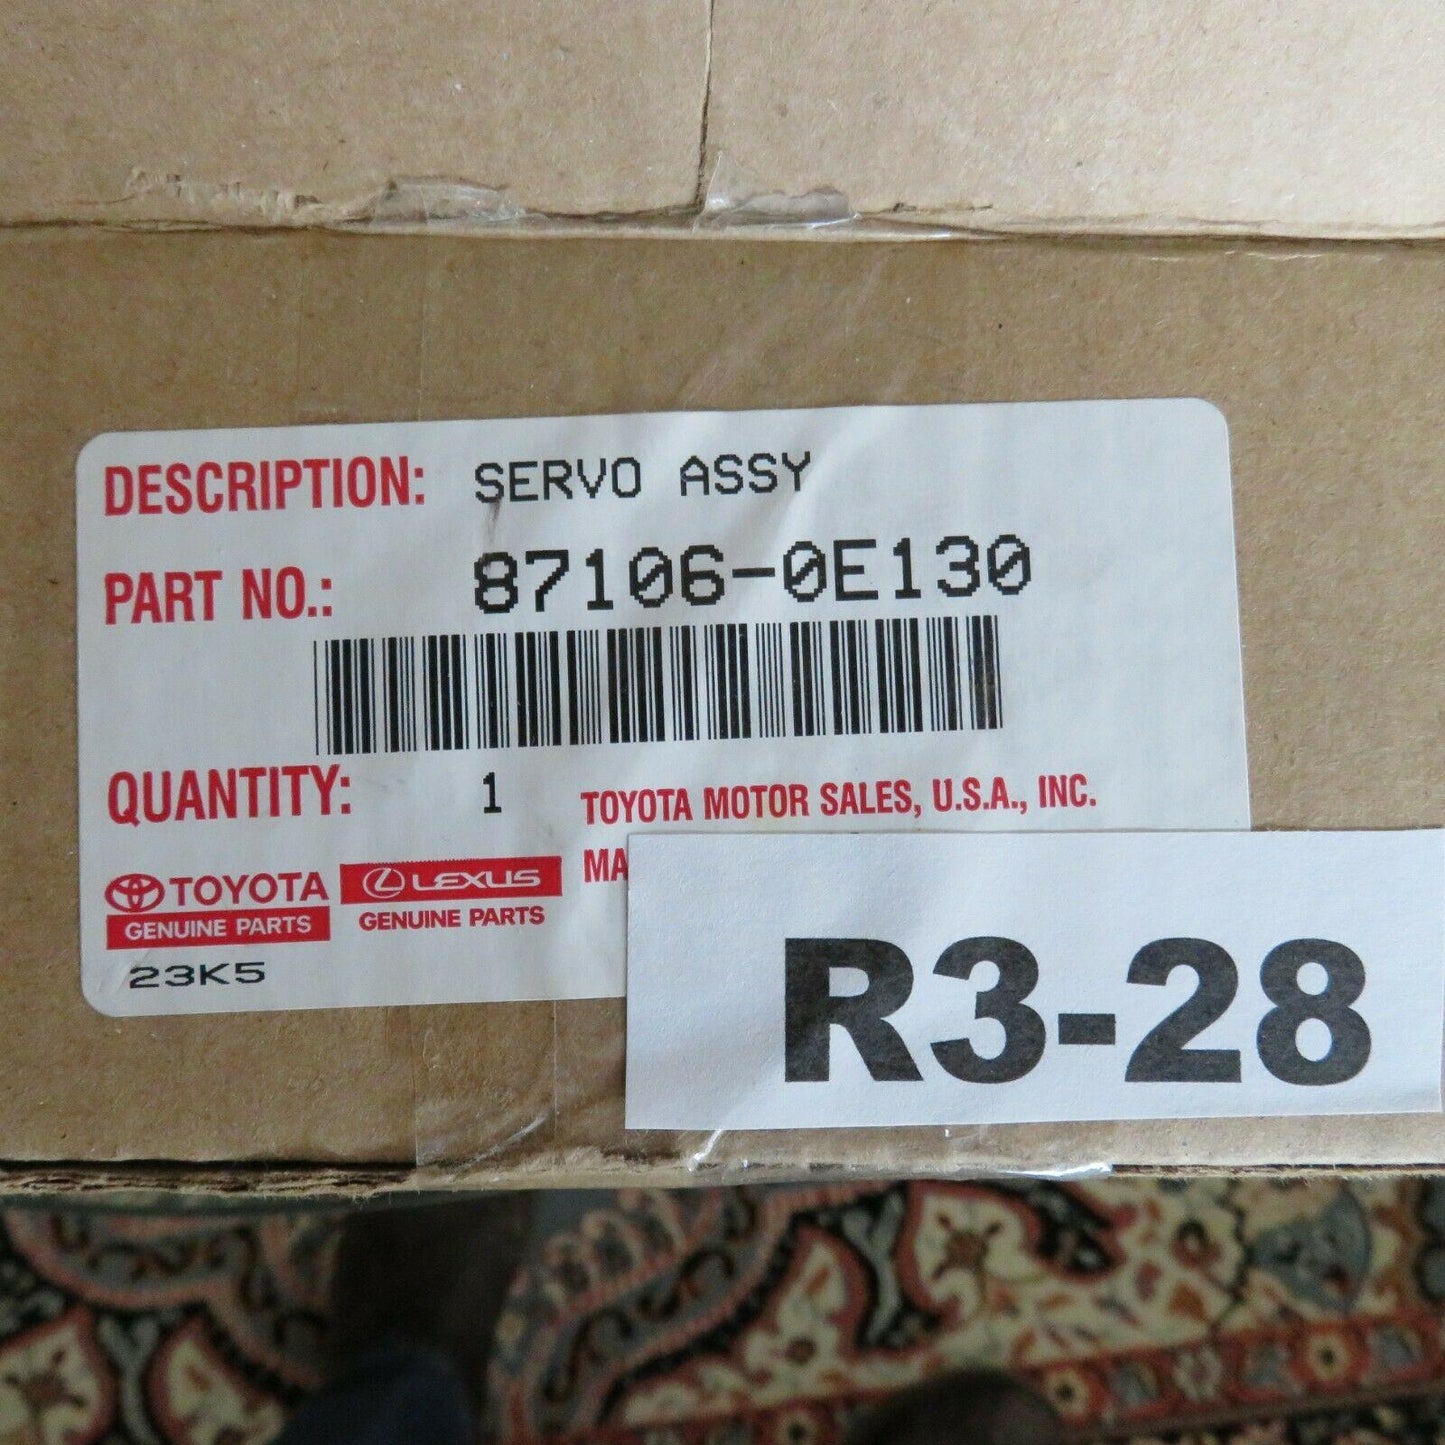 DESCRIPTION: SERVO ASSY
PART NO.: 87106-0E130
QUANTITY: 1
TOYOTA MOTOR SALES, U.S.A., INC.
MA
TOYOTA
GENUINE PARTS
LEXUS
GENUINE PARTS
23K5
R3-28